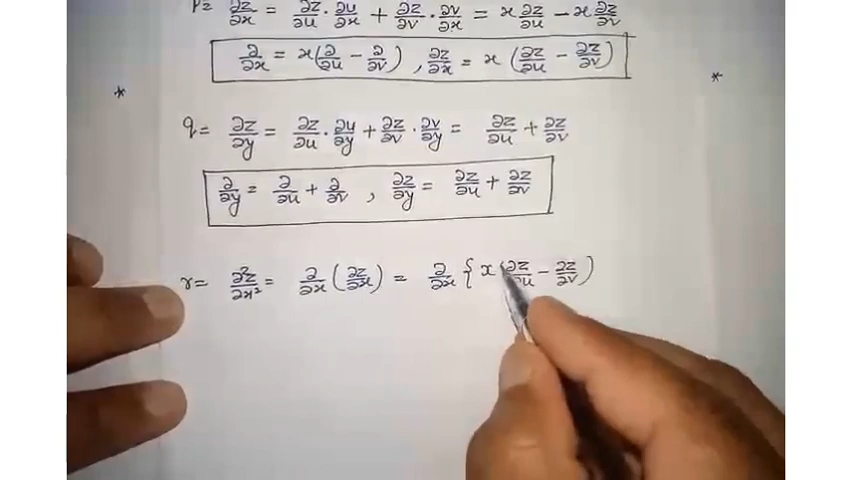 p= ∂z/∂x = ∂z/∂u · ∂u/∂x + ∂z/∂v · ∂v/∂x = x ∂z/∂u − x ∂z/∂v
∂/∂x = x(∂/∂u − ∂/∂v) , ∂z/∂x = x (∂z/∂u − ∂z/∂v)
* *
q= ∂z/∂y = ∂z/∂u · ∂u/∂y + ∂z/∂v · ∂v/∂y = ∂z/∂u + ∂z/∂v
∂/∂y = ∂/∂u + ∂/∂v , ∂z/∂y = ∂z/∂u + ∂z/∂v
r= ∂²z/∂x² = ∂/∂x (∂z/∂x) = ∂/∂x { x (∂z/∂u − ∂z/∂v)